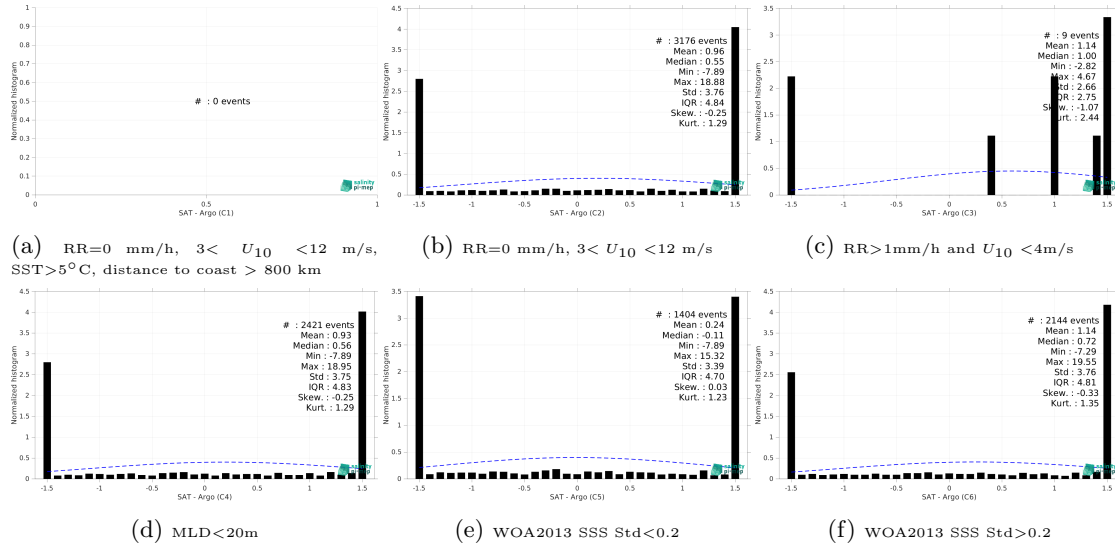 1
0.9
0.8
0.7
0.6
0.5
0.4
0.3
0.2
0.1
0
Normalized histogram
# : 0 events
salinity
pi-mep
0 0.5 1
SAT - Argo (C1)
(a) RR=0 mm/h, 3< U10 <12 m/s,
SST>5°C, distance to coast > 800 km
4.5
4
3.5
3
2.5
2
1.5
1
0.5
0
Normalized histogram
# : 3176 events
Mean : 0.96
Median : 0.55
Min : -7.89
Max : 18.88
Std : 3.76
IQR : 4.84
Skew. : -0.25
Kurt. : 1.29
salinity
pi-mep
-1.5 -1 -0.5 0 0.5 1 1.5
SAT - Argo (C2)
(b) RR=0 mm/h, 3< U10 <12 m/s
3.5
3
2.5
2
1.5
1
0.5
0
Normalized histogram
# : 9 events
Mean : 1.14
Median : 1.00
Min : -2.82
Max : 4.67
Std : 2.66
IQR : 2.75
Skew. : -1.07
Kurt. : 2.44
salinity
pi-mep
-1.5 -1 -0.5 0 0.5 1 1.5
SAT - Argo (C3)
(c) RR>1mm/h and U10 <4m/s
4.5
4
3.5
3
2.5
2
1.5
1
0.5
0
Normalized histogram
# : 2421 events
Mean : 0.93
Median : 0.56
Min : -7.89
Max : 18.95
Std : 3.75
IQR : 4.83
Skew. : -0.25
Kurt. : 1.29
salinity
pi-mep
-1.5 -1 -0.5 0 0.5 1 1.5
SAT - Argo (C4)
(d) MLD<20m
3.5
3
2.5
2
1.5
1
0.5
0
Normalized histogram
# : 1404 events
Mean : 0.24
Median : -0.11
Min : -7.89
Max : 15.32
Std : 3.39
IQR : 4.70
Skew. : 0.03
Kurt. : 1.23
salinity
pi-mep
-1.5 -1 -0.5 0 0.5 1 1.5
SAT - Argo (C5)
(e) WOA2013 SSS Std<0.2
4.5
4
3.5
3
2.5
2
1.5
1
0.5
0
Normalized histogram
# : 2144 events
Mean : 1.14
Median : 0.72
Min : -7.29
Max : 19.55
Std : 3.76
IQR : 4.81
Skew. : -0.33
Kurt. : 1.35
salinity
pi-mep
-1.5 -1 -0.5 0 0.5 1 1.5
SAT - Argo (C6)
(f) WOA2013 SSS Std>0.2